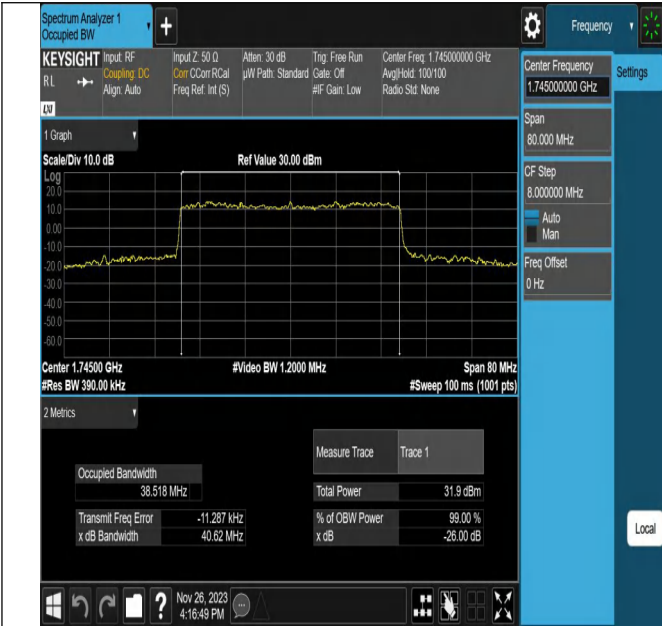 Spectrum Analyzer 1
Occupied BW
+
Frequency
KEYSIGHT
RL
LXI
Input: RF
Coupling: DC
Align: Auto
Input Z: 50 Ω
Corr CCorr RCal
Freq Ref: Int (S)
Atten: 30 dB
µW Path: Standard
Trig: Free Run
Gate: Off
#IF Gain: Low
Center Freq: 1.745000000 GHz
Avg|Hold: 100/100
Radio Std: None
Center Frequency
1.745000000 GHz
Settings
Span
80.000 MHz
CF Step
8.000000 MHz
Auto
Man
Freq Offset
0 Hz
Local
1 Graph
Scale/Div 10.0 dB
Ref Value 30.00 dBm
Log
20.0
10.0
0.00
-10.0
-20.0
-30.0
-40.0
-50.0
-60.0
Center 1.74500 GHz
#Video BW 1.2000 MHz
Span 80 MHz
#Res BW 390.00 kHz
#Sweep 100 ms (1001 pts)
2 Metrics
Measure Trace Trace 1
Occupied Bandwidth
38.518 MHz
Total Power 31.9 dBm
Transmit Freq Error -11.287 kHz
% of OBW Power 99.00 %
x dB Bandwidth 40.62 MHz
x dB -26.00 dB
?
Nov 26, 2023
4:16:49 PM